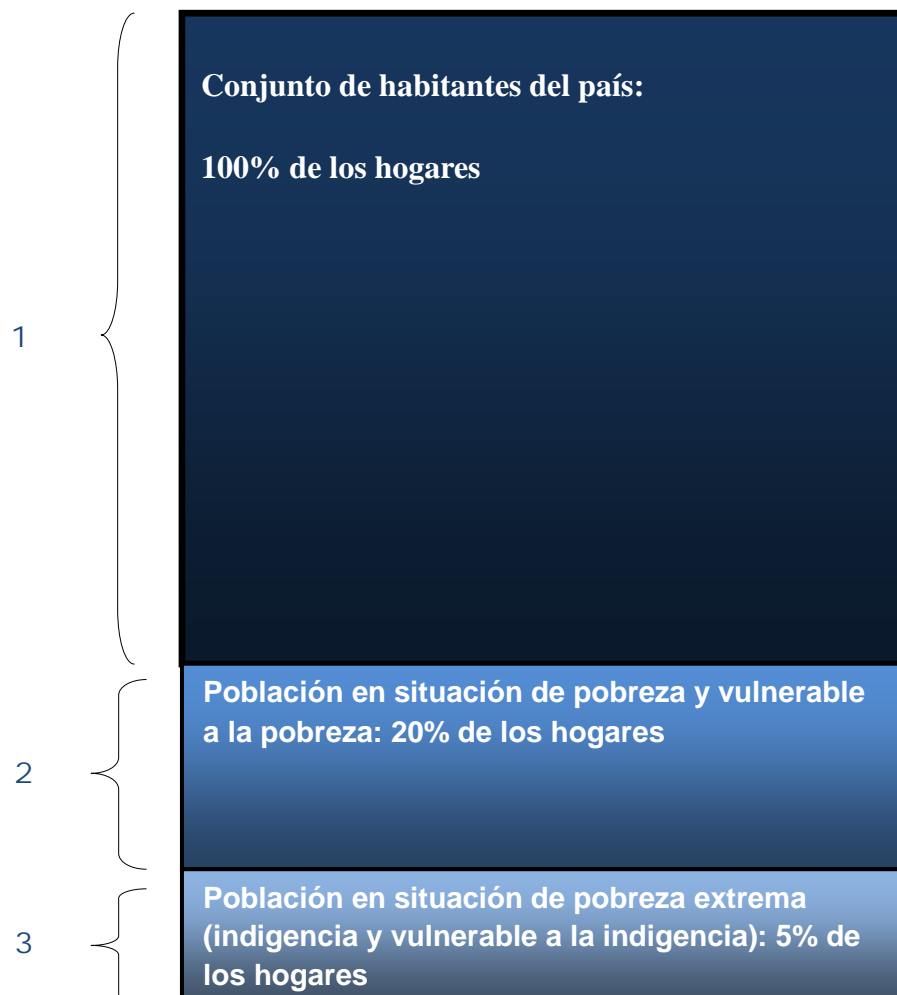 Conjunto de habitantes del país:
100% de los hogares
1
Población en situación de pobreza y vulnerable
a la pobreza: 20% de los hogares
2
Población en situación de pobreza extrema
(indigencia y vulnerable a la indigencia): 5% de
los hogares
3